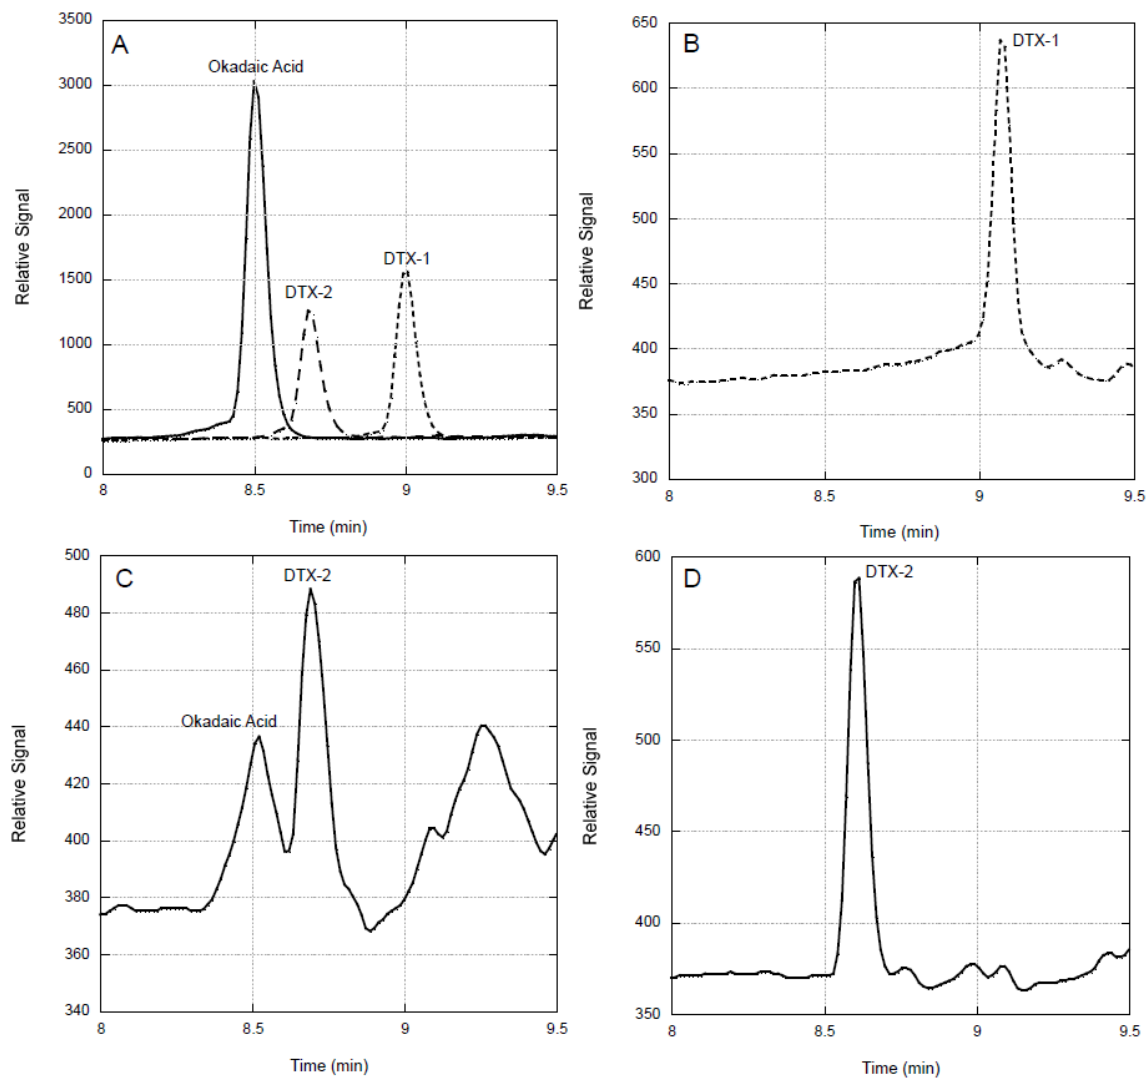 A
Okadaic Acid
DTX-2
DTX-1
3500
3000
2500
2000
1500
1000
500
0
8
8.5
9
9.5
Relative Signal
Time (min)
B
DTX-1
650
600
550
500
450
400
350
300
8
8.5
9
9.5
Relative Signal
Time (min)
C
DTX-2
Okadaic Acid
500
480
460
440
420
400
380
360
340
8
8.5
9
9.5
Relative Signal
Time (min)
D
DTX-2
600
550
500
450
400
350
8
8.5
9
9.5
Relative Signal
Time (min)